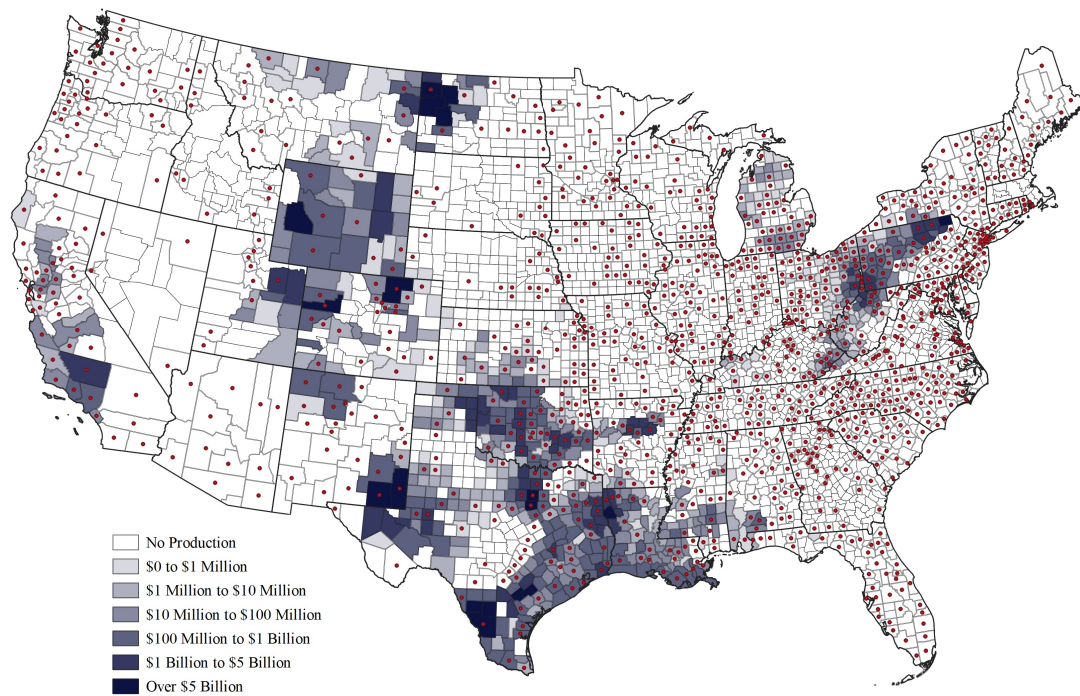 No Production
$0 to $1 Million
$1 Million to $10 Million
$10 Million to $100 Million
$100 Million to $1 Billion
$1 Billion to $5 Billion
Over $5 Billion